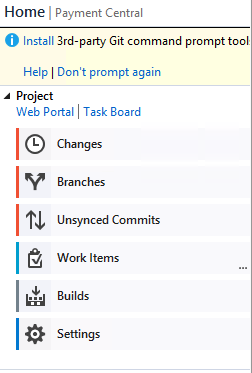 Home | Payment Central
Install 3rd-party Git command prompt tool
Help | Don't prompt again
Project
Web Portal | Task Board
Changes
Branches
Unsynced Commits
Work Items
...
Builds
Settings